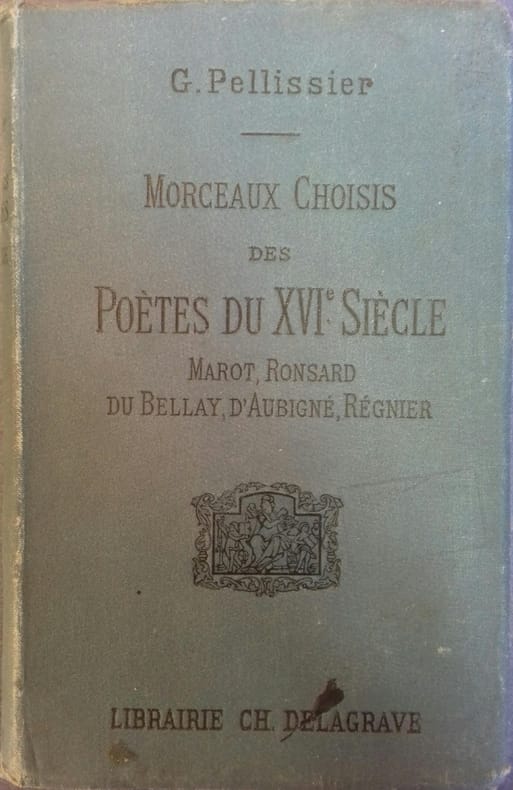 G. Pellissier
MORCEAUX CHOISIS
DES
POÈTES DU XVIe SIÈCLE
MAROT, RONSARD
DU BELLAY, D'AUBIGNÉ, RÉGNIER
LIBRAIRIE CH. DELAGRAVE